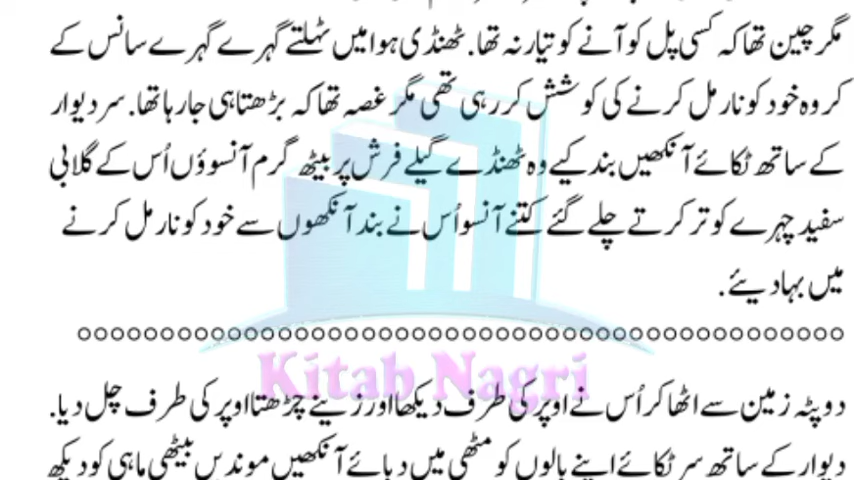 مگر چین تھا کہ کسی پل کو آنے کو تیار نہ تھا. ٹھنڈی ہوا میں ٹہلتے گہرے گہرے سانس کے
کر وہ خود کو نارمل کرنے کی کوشش کر رہی تھی مگر غصہ تھا کہ بڑھتا ہی جا رہا تھا. سر دیوار
کے ساتھ ٹکائے آنکھیں بند کیے وہ ٹھنڈے گیلے فرش پر بیٹھ گرم آنسوؤں اُس کے گلابی
سفید چہرے کو تر کرتے چلے گئے کتنے آنسو اُس نے بند آنکھوں سے خود کو نارمل کرنے
میں بہا دیئے.
○○○○○○○○○○○○○○○○○○○○○○○○○○○○○○○○○○○○○○○○○○○○○
Kitab Nagri
دوپٹہ زمین سے اٹھا کر اُس نے اوپر کی طرف دیکھا اور زینے چڑھتا اوپر کی طرف چل دیا.
دیوار کے ساتھ سر ٹکائے اپنے بالوں کو مٹھی میں دبائے آنکھیں موندیں بیٹھی ماہی کو دیکھ